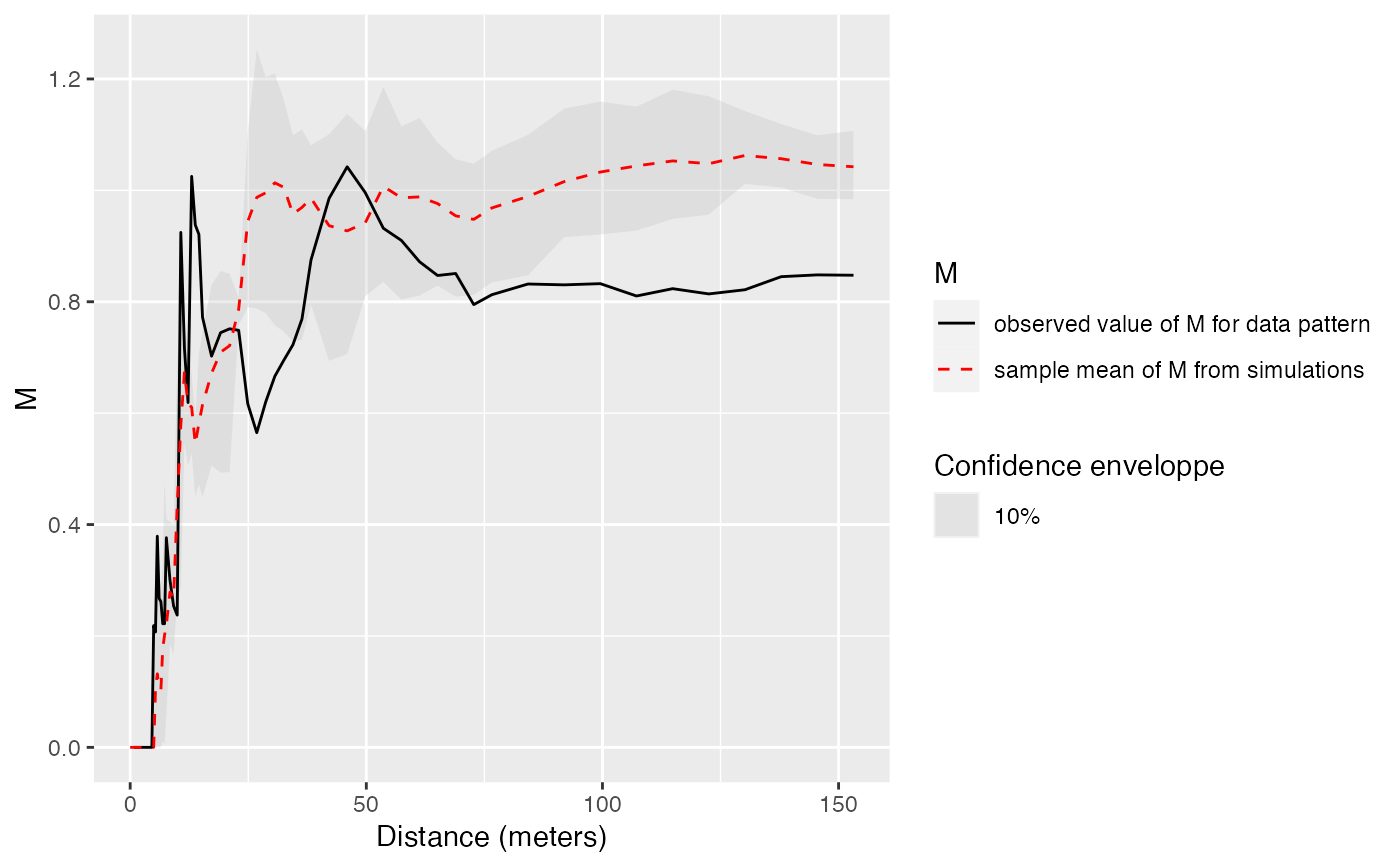 1.2
0.8
0.4
0.0
M
0
50
100
150
Distance (meters)
M
observed value of M for data pattern
sample mean of M from simulations
Confidence enveloppe
10%